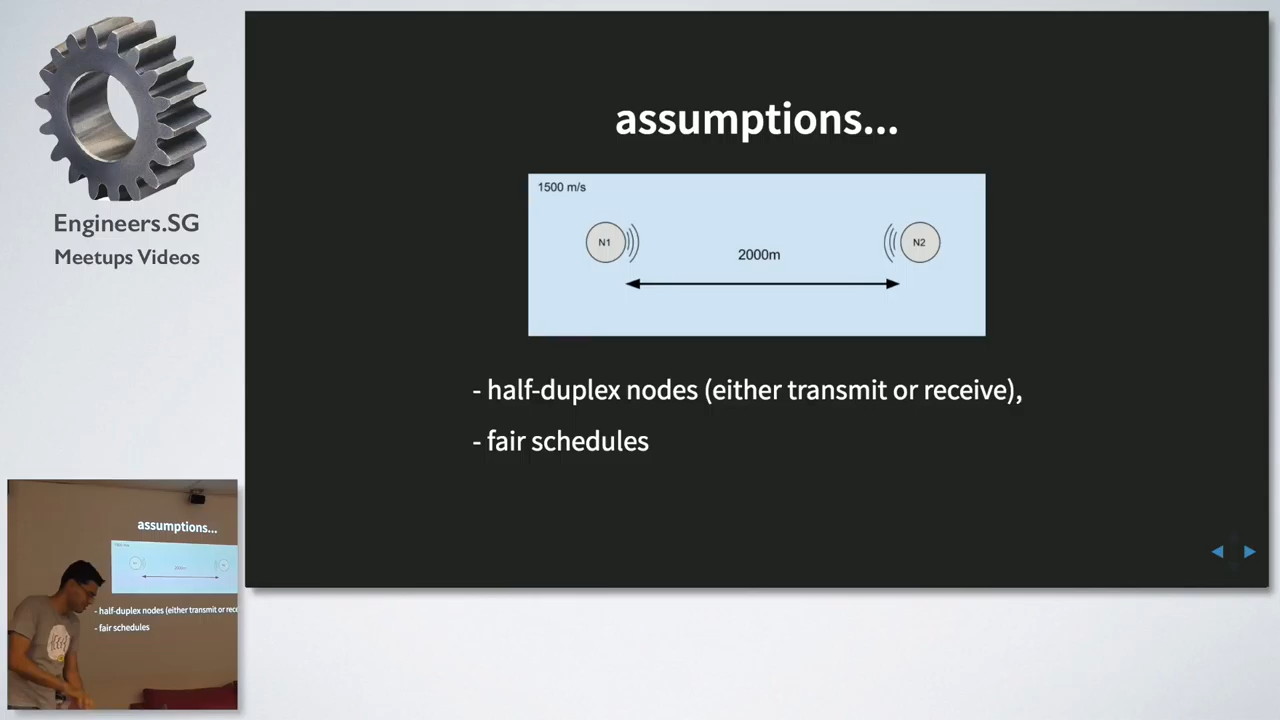 Engineers.SG
Meetups Videos
assumptions...
1500 m/s
N1
N2
2000m
- half-duplex nodes (either transmit or receive),
- fair schedules
assumptions...
2000m
- half-duplex nodes (either transmit or rece
- fair schedules